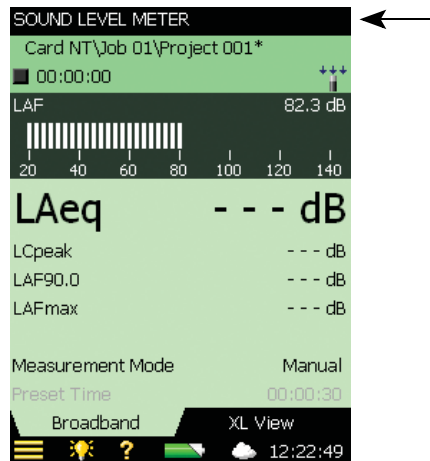 SOUND LEVEL METER
Card NT\Job 01\Project 001*
00:00:00
LAF 82.3 dB
20 40 60 80 100 120 140
LAeq - - - dB
LCpeak - - - dB
LAF90.0 - - - dB
LAFmax - - - dB
Measurement Mode Manual
Preset Time 00:00:30
Broadband XL View
? 12:22:49